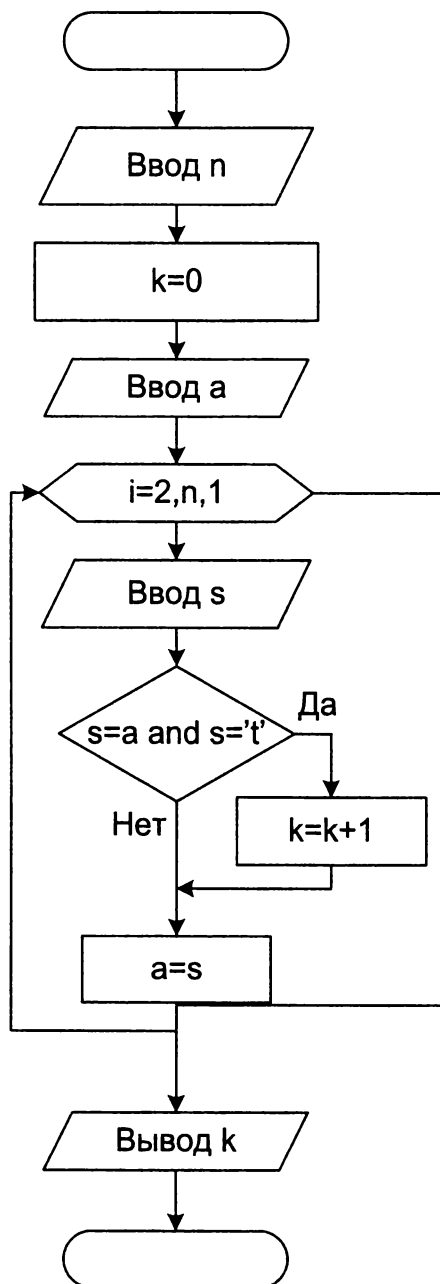 Ввод n
k=0
Ввод a
i=2,n,1
Ввод s
s=a and s='t'
Да
Нет
k=k+1
a=s
Вывод k